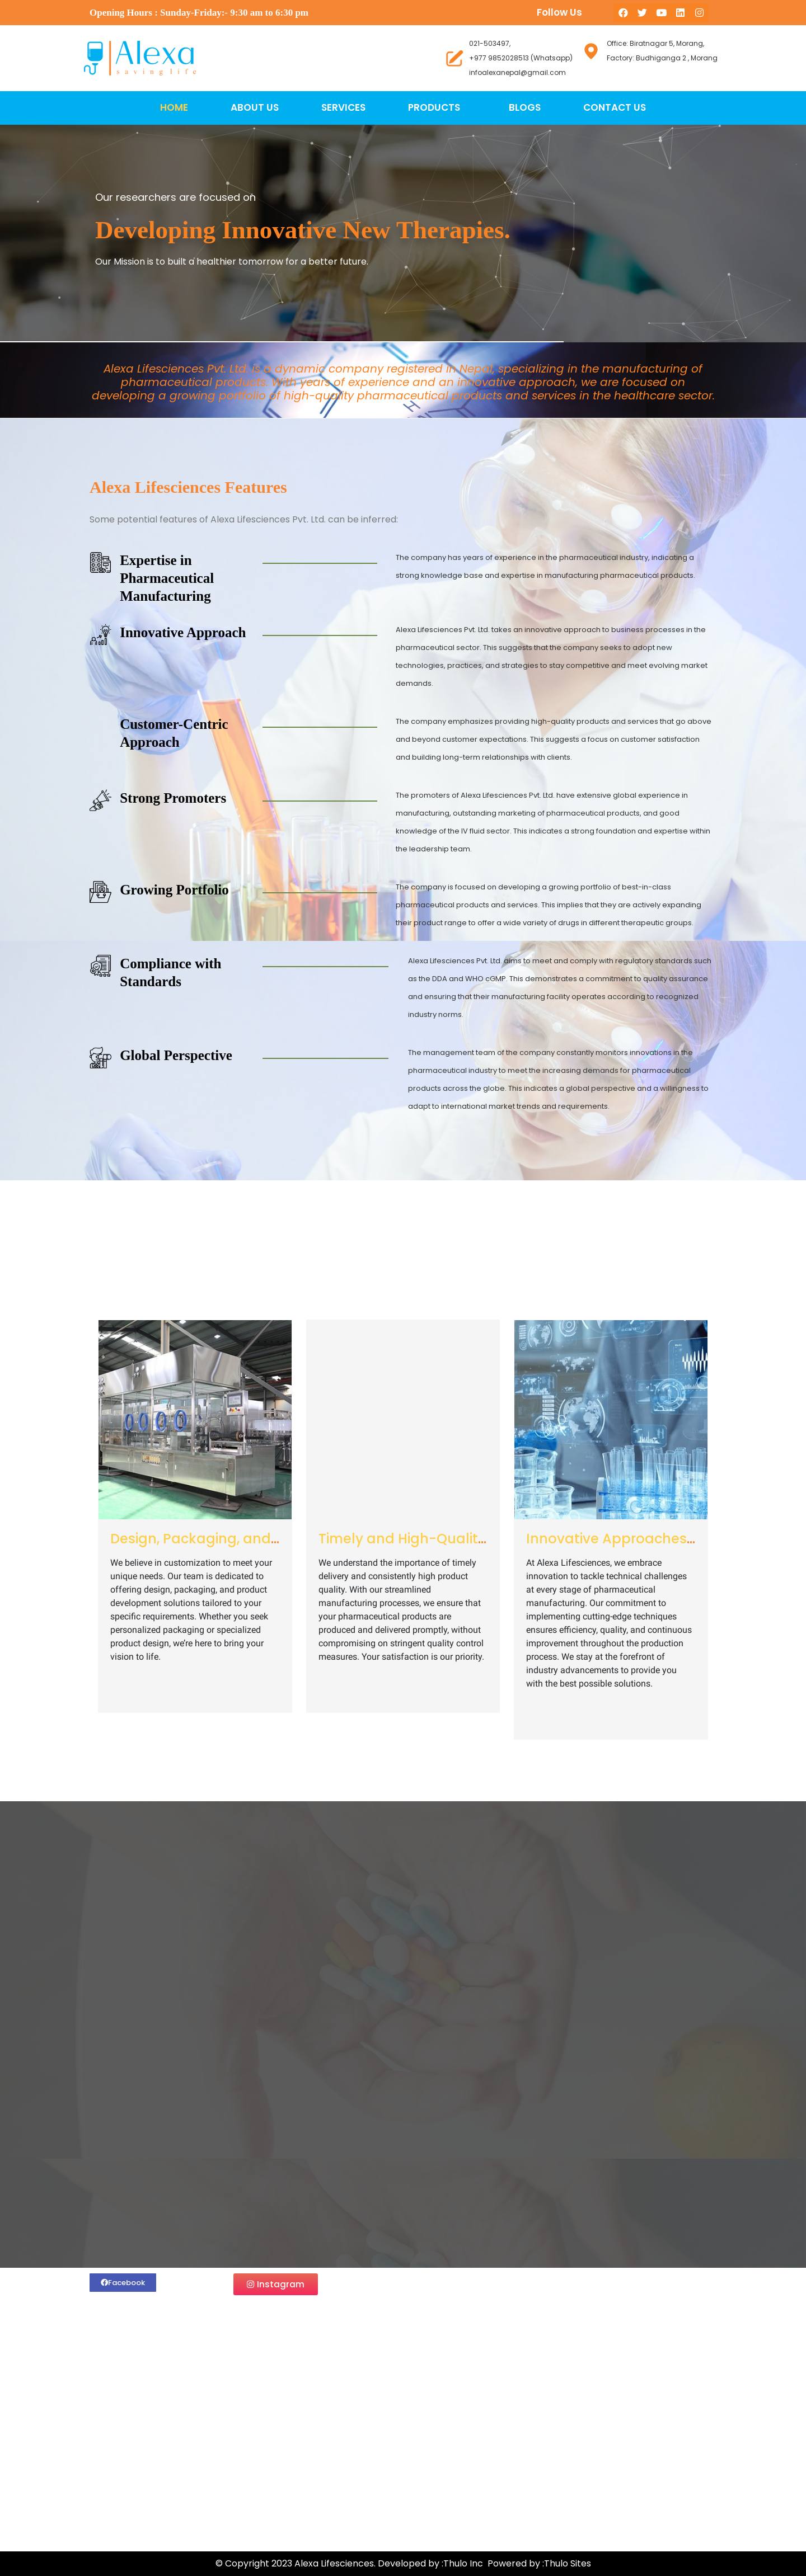 Opening Hours : Sunday-Friday:- 9:30 am to 6:30 pm
Follow Us
Alexa
saving life
021-503497,
+977 9852028513 (Whatsapp)
infoalexanepal@gmail.com
Office: Biratnagar 5, Morang,
Factory: Budhiganga 2 , Morang
HOME
ABOUT US
SERVICES
PRODUCTS
BLOGS
CONTACT US
Our researchers are focused on
Developing Innovative New Therapies.
Our Mission is to built a healthier tomorrow for a better future.
Alexa Lifesciences Pvt. Ltd. is a dynamic company registered in Nepal, specializing in the manufacturing of
pharmaceutical products. With years of experience and an innovative approach, we are focused on
developing a growing portfolio of high-quality pharmaceutical products and services in the healthcare sector.
Alexa Lifesciences Features
Some potential features of Alexa Lifesciences Pvt. Ltd. can be inferred:
Expertise in
Pharmaceutical
Manufacturing
The company has years of experience in the pharmaceutical industry, indicating a
strong knowledge base and expertise in manufacturing pharmaceutical products.
Innovative Approach
Alexa Lifesciences Pvt. Ltd. takes an innovative approach to business processes in the
pharmaceutical sector. This suggests that the company seeks to adopt new
technologies, practices, and strategies to stay competitive and meet evolving market
demands.
Customer-Centric
Approach
The company emphasizes providing high-quality products and services that go above
and beyond customer expectations. This suggests a focus on customer satisfaction
and building long-term relationships with clients.
Strong Promoters
The promoters of Alexa Lifesciences Pvt. Ltd. have extensive global experience in
manufacturing, outstanding marketing of pharmaceutical products, and good
knowledge of the IV fluid sector. This indicates a strong foundation and expertise within
the leadership team.
Growing Portfolio
The company is focused on developing a growing portfolio of best-in-class
pharmaceutical products and services. This implies that they are actively expanding
their product range to offer a wide variety of drugs in different therapeutic groups.
Compliance with
Standards
Alexa Lifesciences Pvt. Ltd. aims to meet and comply with regulatory standards such
as the DDA and WHO cGMP. This demonstrates a commitment to quality assurance
and ensuring that their manufacturing facility operates according to recognized
industry norms.
Global Perspective
The management team of the company constantly monitors innovations in the
pharmaceutical industry to meet the increasing demands for pharmaceutical
products across the globe. This indicates a global perspective and a willingness to
adapt to international market trends and requirements.
Design, Packaging, and...
We believe in customization to meet your
unique needs. Our team is dedicated to
offering design, packaging, and product
development solutions tailored to your
specific requirements. Whether you seek
personalized packaging or specialized
product design, we're here to bring your
vision to life.
Timely and High-Qualit...
We understand the importance of timely
delivery and consistently high product
quality. With our streamlined
manufacturing processes, we ensure that
your pharmaceutical products are
produced and delivered promptly, without
compromising on stringent quality control
measures. Your satisfaction is our priority.
Innovative Approaches...
At Alexa Lifesciences, we embrace
innovation to tackle technical challenges
at every stage of pharmaceutical
manufacturing. Our commitment to
implementing cutting-edge techniques
ensures efficiency, quality, and continuous
improvement throughout the production
process. We stay at the forefront of
industry advancements to provide you
with the best possible solutions.
Facebook
Instagram
© Copyright 2023 Alexa Lifesciences. Developed by :Thulo Inc Powered by :Thulo Sites